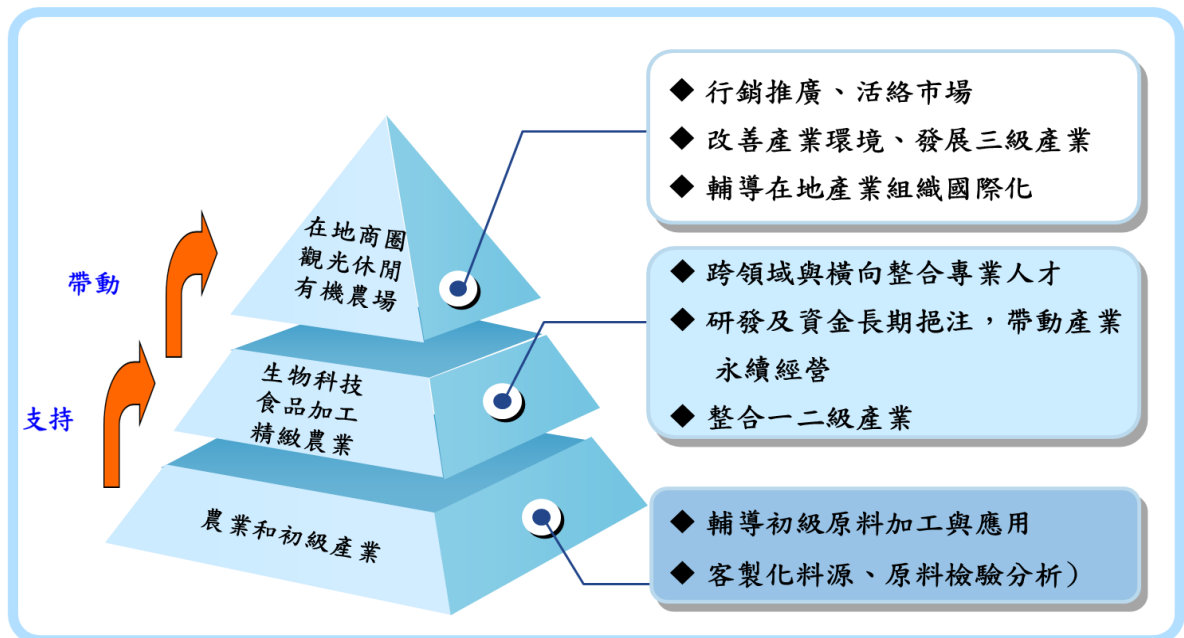 ◆ 行銷推廣、活絡市場
◆ 改善產業環境、發展三級產業
◆ 輔導在地產業組織國際化
在地商圈
觀光休閒
有機農場
帶動
◆ 跨領域與橫向整合專業人才
◆ 研發及資金長期挹注，帶動產業
永續經營
◆ 整合一二級產業
生物科技
食品加工
精緻農業
支持
農業和初級產業
◆ 輔導初級原料加工與應用
◆ 客製化料源、原料檢驗分析）